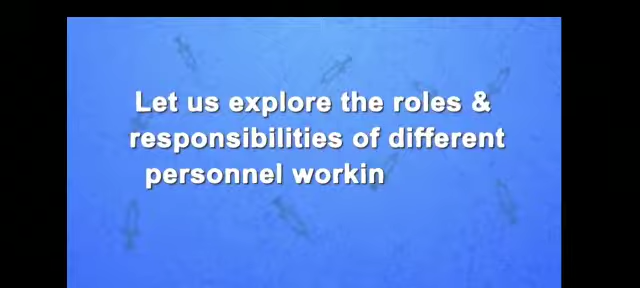 Let us explore the roles &
responsibilities of different
personnel workin